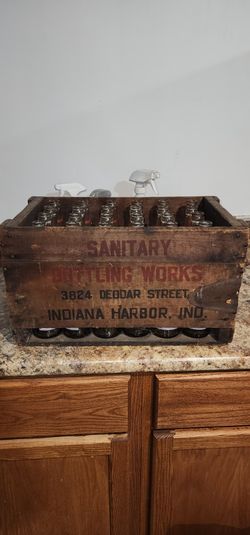 SANITARY
BOTTLING WORKS
3824 DEODAR STREET,
INDIANA HARBOR, IND.